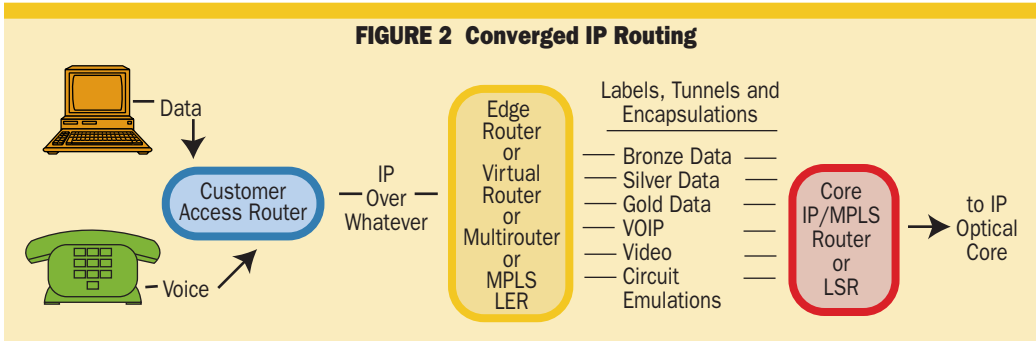 FIGURE 2 Converged IP Routing
Data
Voice
Customer
Access Router
IP
Over
Whatever
Edge
Router
or
Virtual
Router
or
Multirouter
or
MPLS
LER
Labels, Tunnels and
Encapsulations
Bronze Data
Silver Data
Gold Data
VOIP
Video
Circuit
Emulations
Core
IP/MPLS
Router
or
LSR
to IP
Optical
Core